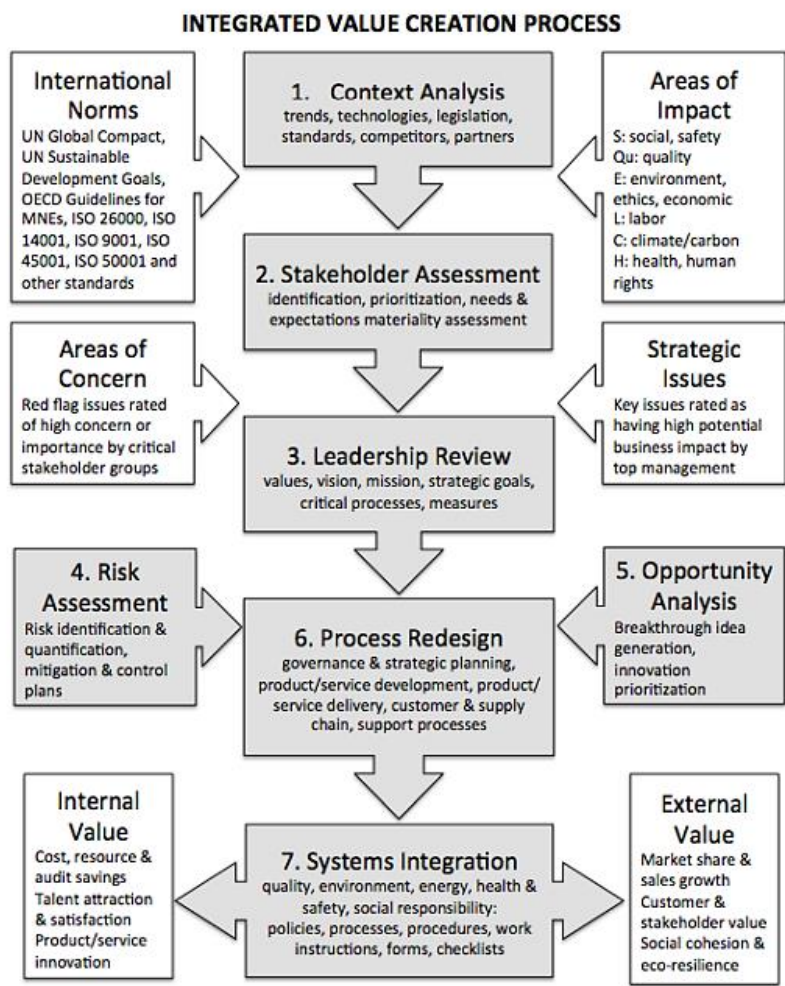 INTEGRATED VALUE CREATION PROCESS
International
Norms
UN Global Compact,
UN Sustainable
Development Goals,
OECD Guidelines for
MNEs, ISO 26000, ISO
14001, ISO 9001, ISO
45001, ISO 50001 and
other standards
1. Context Analysis
trends, technologies, legislation,
standards, competitors, partners
Areas of
Impact
S: social, safety
Qu: quality
E: environment,
ethics, economic
L: labor
C: climate/carbon
H: health, human
rights
2. Stakeholder Assessment
identification, prioritization, needs &
expectations materiality assessment
Areas of
Concern
Red flag issues rated
of high concern or
importance by critical
stakeholder groups
Strategic
Issues
Key issues rated as
having high potential
business impact by
top management
3. Leadership Review
values, vision, mission, strategic goals,
critical processes, measures
4. Risk
Assessment
Risk identification &
quantification,
mitigation & control
plans
5. Opportunity
Analysis
Breakthrough idea
generation,
innovation
prioritization
6. Process Redesign
governance & strategic planning,
product/service development, product/
service delivery, customer & supply
chain, support processes
Internal
Value
Cost, resource &
audit savings
Talent attraction
& satisfaction
Product/service
innovation
7. Systems Integration
quality, environment, energy, health &
safety, social responsibility:
policies, processes, procedures, work
instructions, forms, checklists
External
Value
Market share &
sales growth
Customer &
stakeholder value
Social cohesion &
eco-resilience